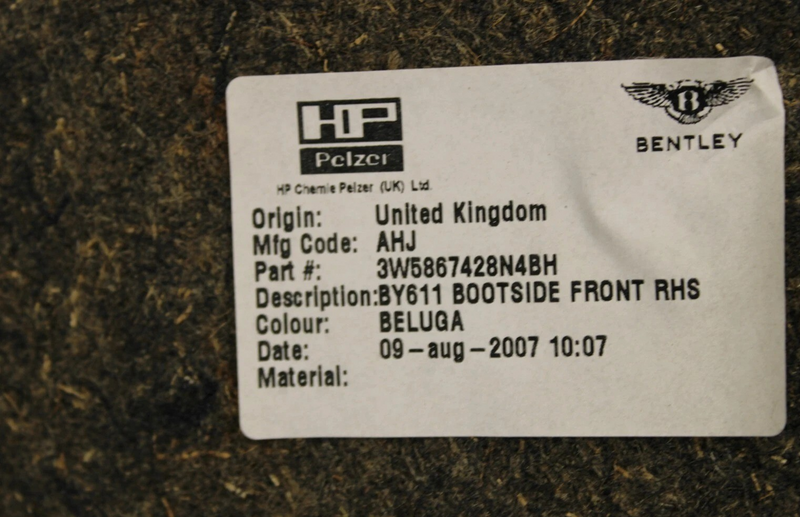 HP
Pelzer
HP Chemie Pelzer (UK) Ltd.
B
BENTLEY
Origin: United Kingdom
Mfg Code: AHJ
Part #: 3W5867428N4BH
Description:BY611 BOOTSIDE FRONT RHS
Colour: BELUGA
Date: 09-aug-2007 10:07
Material: